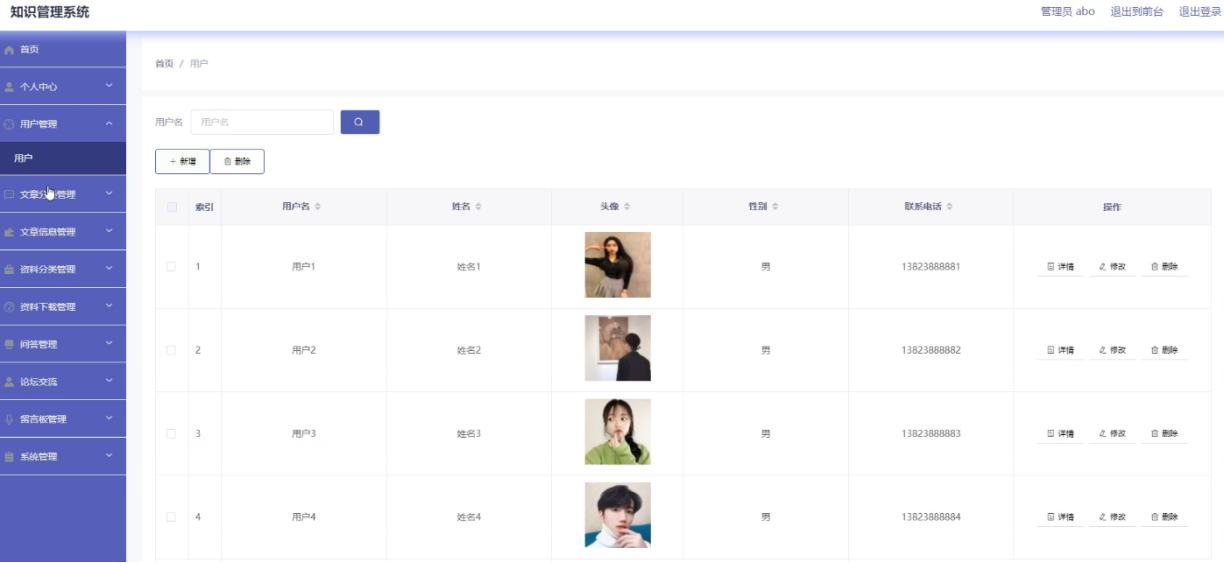 知识管理系统
管理员 abo 退出到前台 退出登录
首页
个人中心
用户管理
用户
文章分类管理
文章信息管理
资料分类管理
资料下载管理
问答管理
论坛交流
留言板管理
系统管理
首页 / 用户
用户名 用户名
+ 新增 删除
索引 用户名 姓名 头像 性别 联系电话 操作
1 用户1 姓名1 男 13823888881 详情 修改 删除
2 用户2 姓名2 男 13823888882 详情 修改 删除
3 用户3 姓名3 男 13823888883 详情 修改 删除
4 用户4 姓名4 男 13823888884 详情 修改 删除